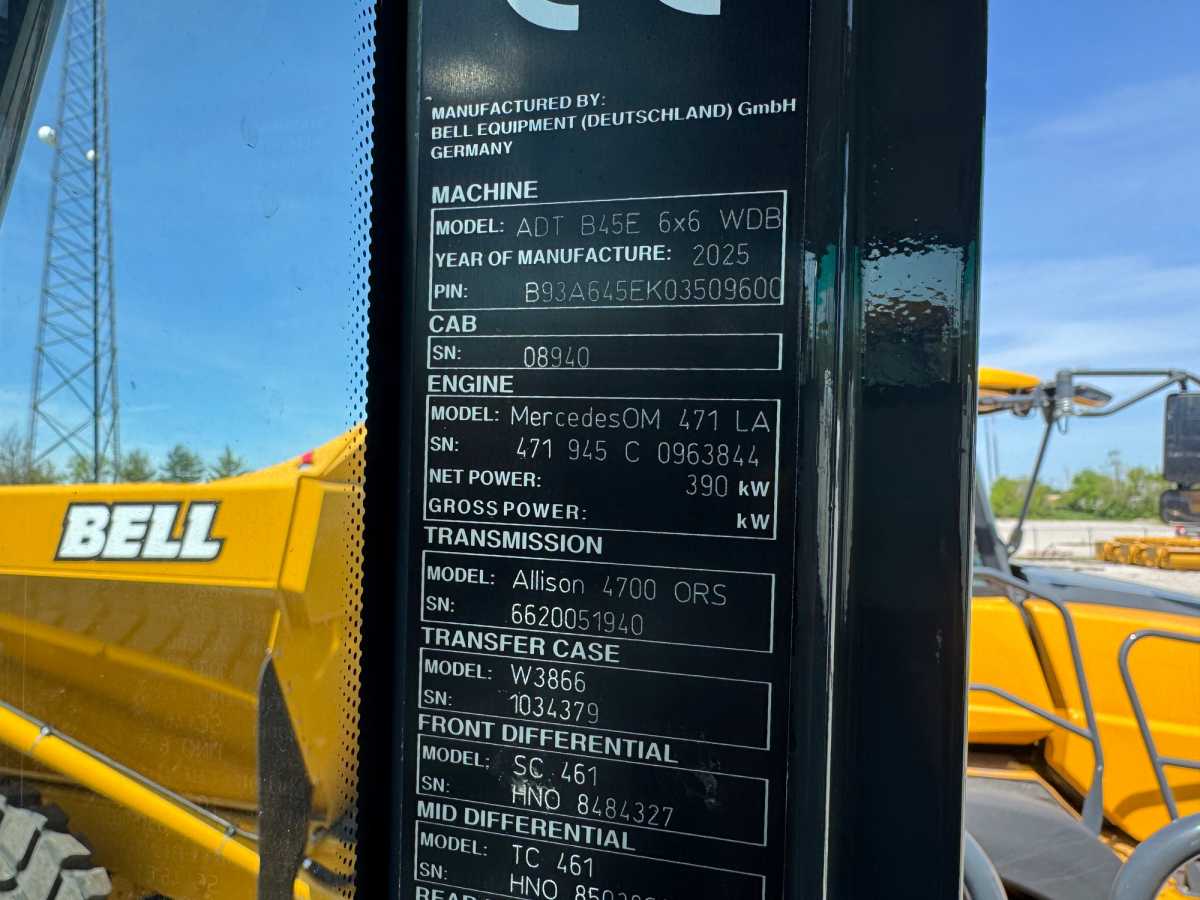 MANUFACTURED BY:
BELL EQUIPMENT (DEUTSCHLAND) GmbH
GERMANY
MACHINE
MODEL: ADT B45E 6x6 WDB
YEAR OF MANUFACTURE: 2025
PIN: B93A645EK03509600
CAB
SN: 08940
ENGINE
MODEL: MercedesOM 471 LA
SN: 471 945 C 0963844
NET POWER: 390 kW
GROSS POWER: kW
TRANSMISSION
MODEL: Allison 4700 ORS
SN: 6620051940
TRANSFER CASE
MODEL: W3866
SN: 1034379
FRONT DIFFERENTIAL
MODEL: SC 461
SN: HNO 8484327
MID DIFFERENTIAL
MODEL: TC 461
SN: HNO
BELL